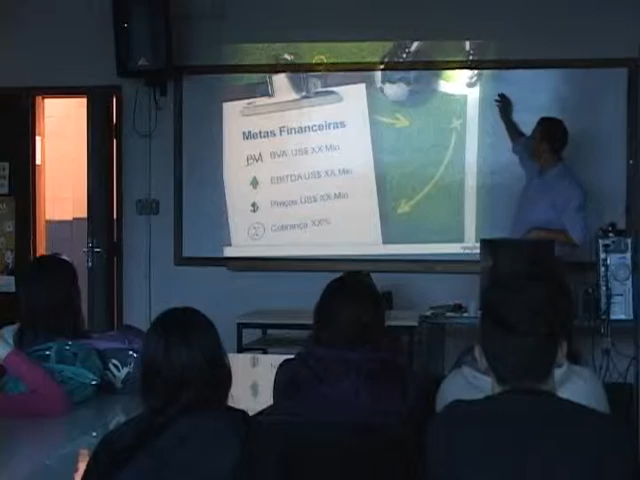 Metas Financeiras
BVA: US$ XX Mio
EBITDA US$ XX Mio
Preços US$ XX Mio
Cobrança XX%